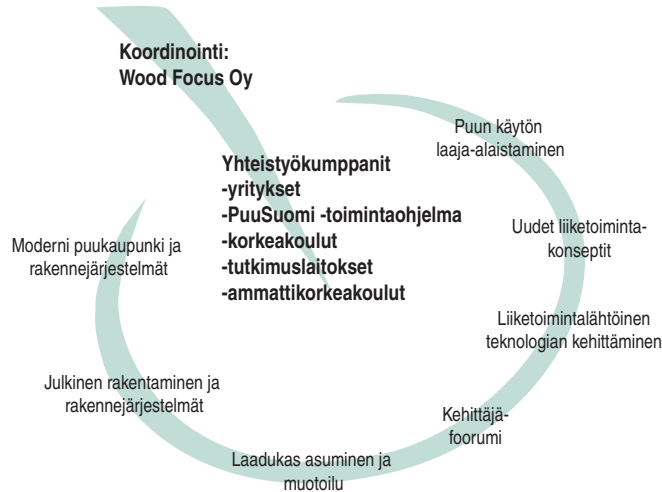 Koordinointi:
Wood Focus Oy
Puun käytön
laaja-alaistaminen
Yhteistyökumppanit
-yritykset
-PuuSuomi -toimintaohjelma
-korkeakoulut
-tutkimuslaitokset
-ammattikorkeakoulut
Uudet liiketoiminta-
konseptit
Moderni puukaupunki ja
rakennejärjestelmät
Liiketoimintalähtöinen
teknologian kehittäminen
Julkinen rakentaminen ja
rakennejärjestelmät
Kehittäjä-
foorumi
Laadukas asuminen ja
muotoilu